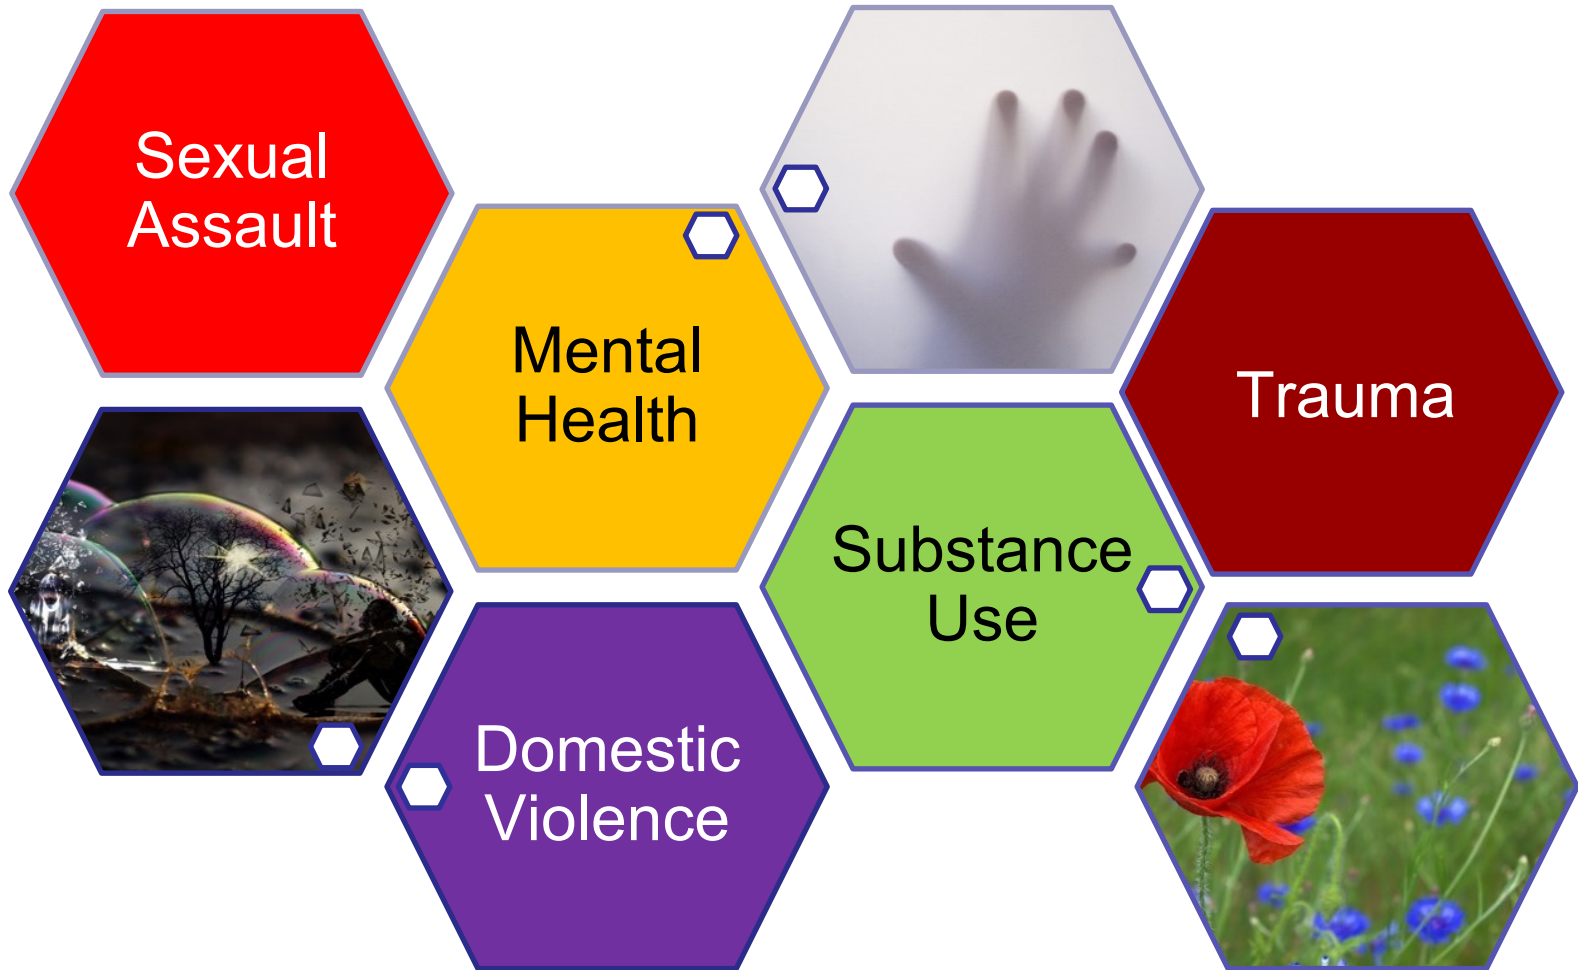 Sexual
Assault
Mental
Health
Trauma
Substance
Use
Domestic
Violence